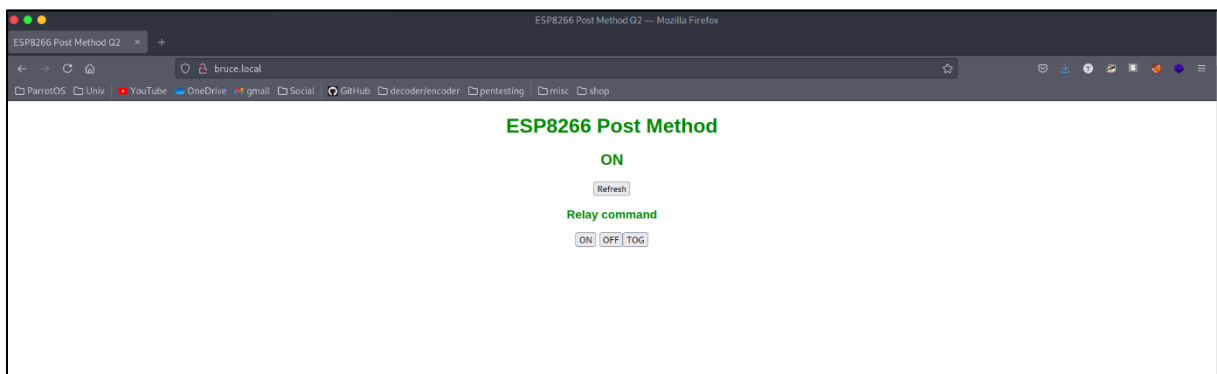 ESP8266 Post Method Q2 — Mozilla Firefox
ESP8266 Post Method Q2
bruce.local
ParrotOS Univ YouTube OneDrive gmail Social GitHub decoder/encoder pentesting misc shop
ESP8266 Post Method
ON
Refresh
Relay command
ON OFF TOG